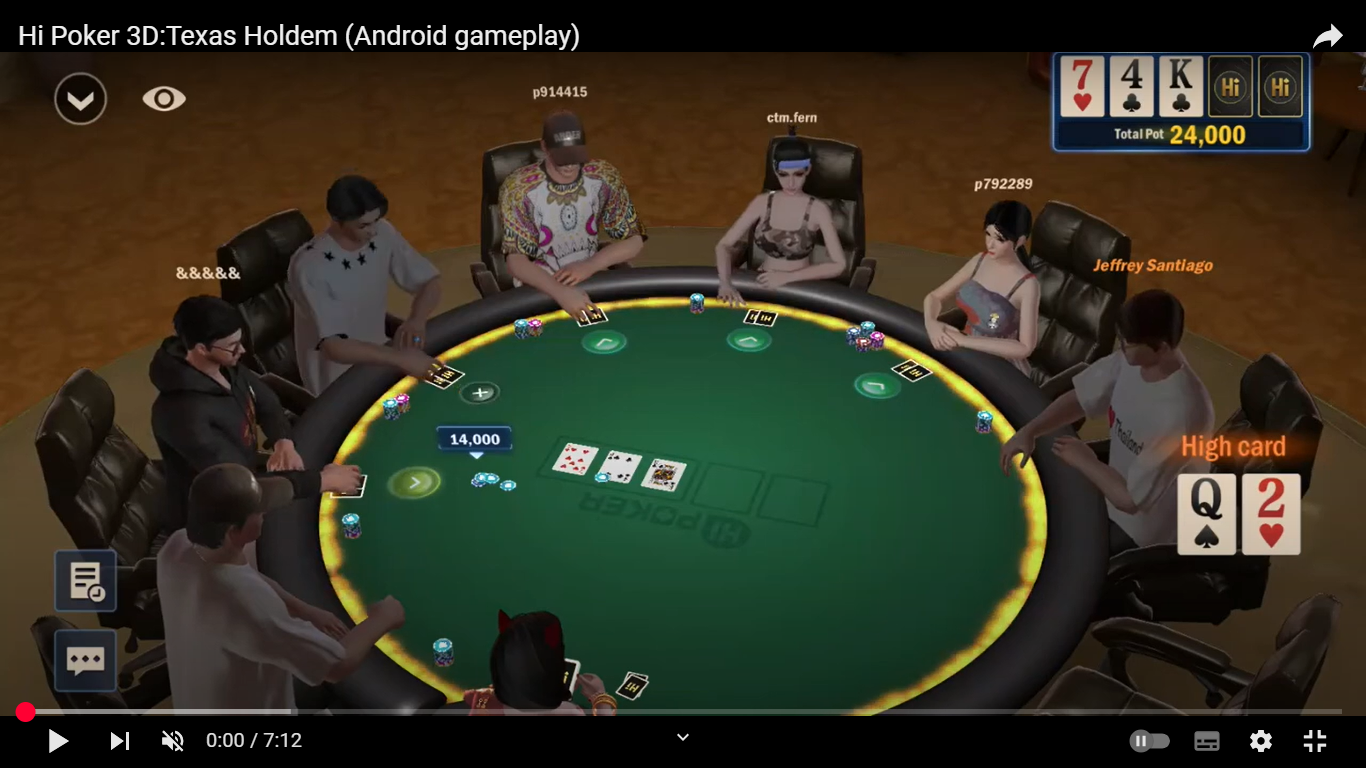 Hi Poker 3D:Texas Holdem (Android gameplay)
7 4 K Hi Hi
Total Pot 24,000
p914415
ctm.fern
p792289
Jeffrey Santiago
&&&&&
14,000
High card
Q 2
HI POKER
Hi
0:00 / 7:12